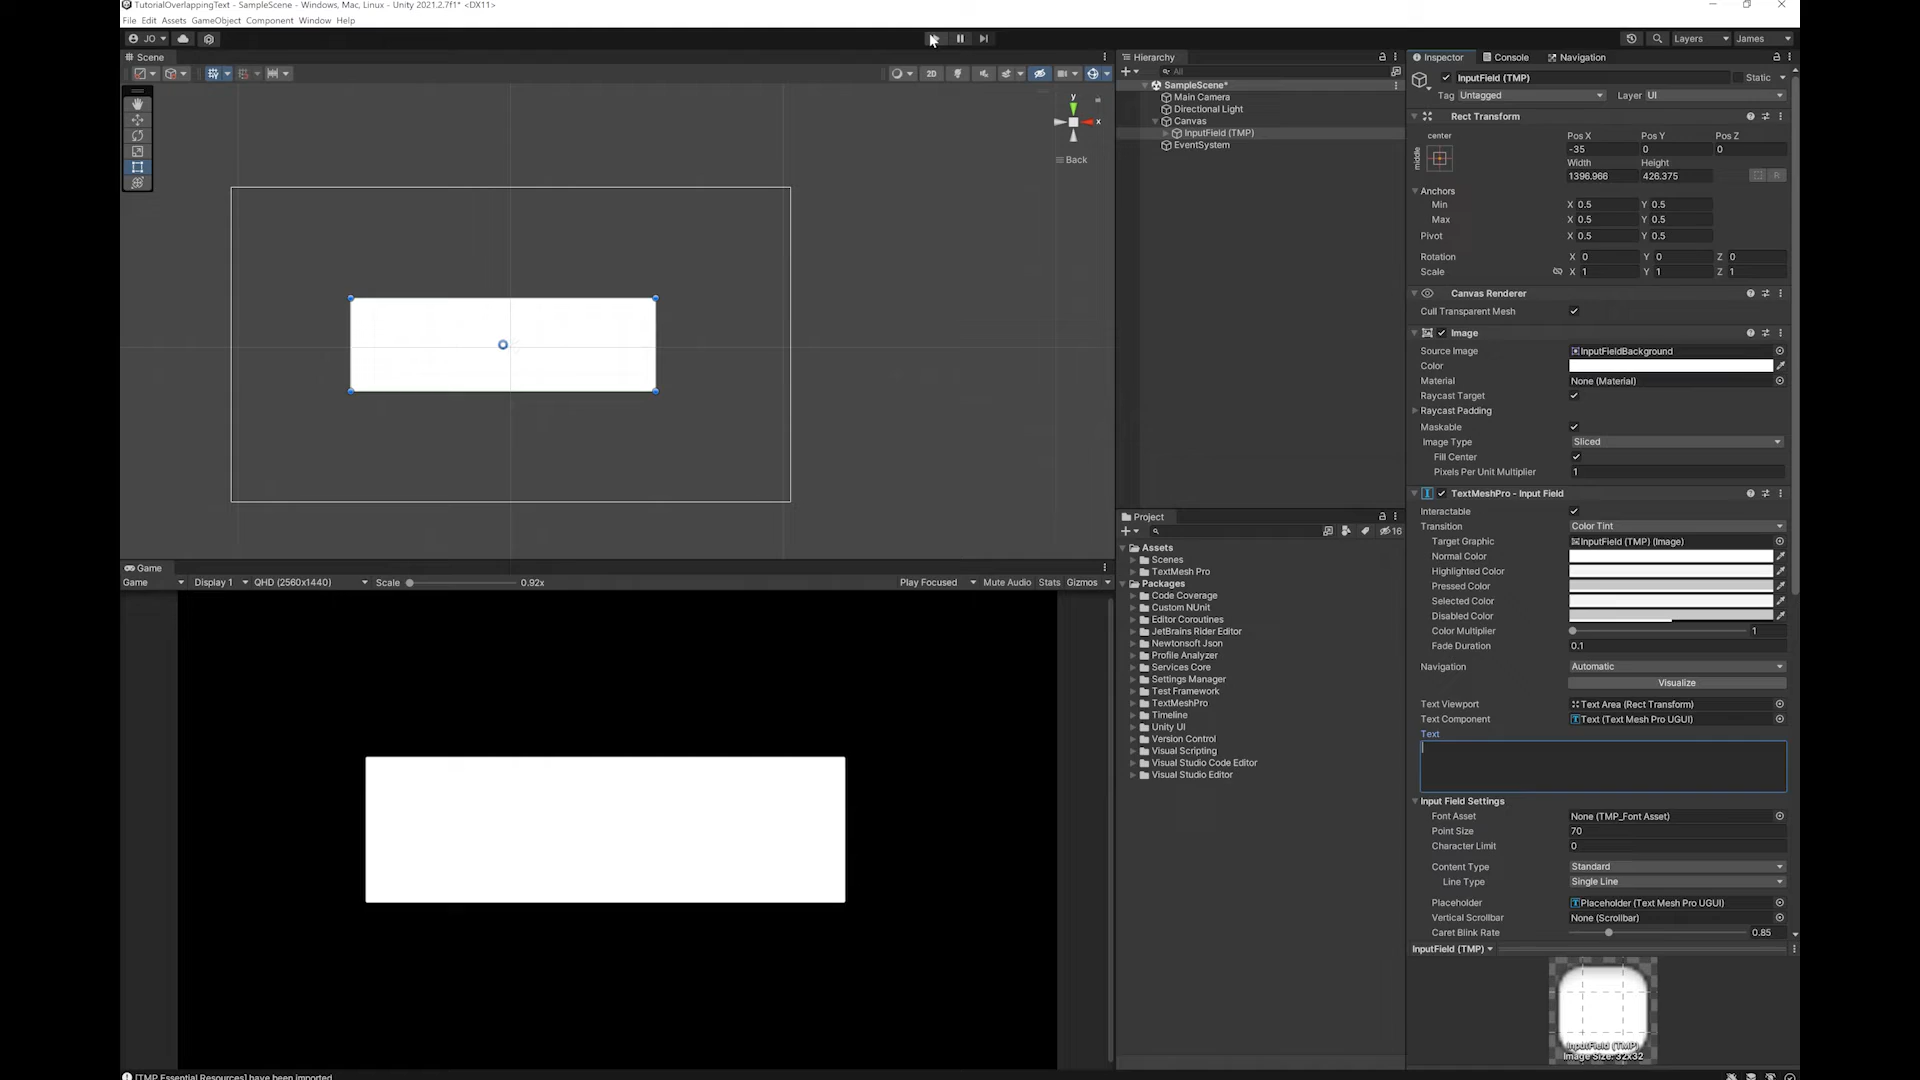 TutorialOverlappingText - SampleScene - Windows, Mac, Linux - Unity 2021.2.7f1* <DX11>
File Edit Assets GameObject Component Window Help
JO
Layers James
Scene
2D
y
x
Back
Hierarchy
All
SampleScene*
Main Camera
Directional Light
Canvas
InputField (TMP)
EventSystem
Game
Game Display 1 QHD (2560x1440) Scale 0.92x Play Focused Mute Audio Stats Gizmos
Project
16
Assets
Scenes
TextMesh Pro
Packages
Code Coverage
Custom NUnit
Editor Coroutines
JetBrains Rider Editor
Newtonsoft Json
Profile Analyzer
Services Core
Settings Manager
Test Framework
TextMeshPro
Timeline
Unity UI
Version Control
Visual Scripting
Visual Studio Code Editor
Visual Studio Editor
Inspector Console Navigation
InputField (TMP) Static
Tag Untagged Layer UI
Rect Transform
center
middle
Pos X Pos Y Pos Z
-35 0 0
Width Height
1396.966 426.375 R
Anchors
Min X 0.5 Y 0.5
Max X 0.5 Y 0.5
Pivot X 0.5 Y 0.5
Rotation X 0 Y 0 Z 0
Scale X 1 Y 1 Z 1
Canvas Renderer
Cull Transparent Mesh
Image
Source Image InputFieldBackground
Color
Material None (Material)
Raycast Target
Raycast Padding
Maskable
Image Type Sliced
Fill Center
Pixels Per Unit Multiplier 1
TextMeshPro - Input Field
Interactable
Transition Color Tint
Target Graphic InputField (TMP) (Image)
Normal Color
Highlighted Color
Pressed Color
Selected Color
Disabled Color
Color Multiplier 1
Fade Duration 0.1
Navigation Automatic
Visualize
Text Viewport Text Area (Rect Transform)
Text Component Text (Text Mesh Pro UGUI)
Text
Input Field Settings
Font Asset None (TMP_Font Asset)
Point Size 70
Character Limit 0
Content Type Standard
Line Type Single Line
Placeholder Placeholder (Text Mesh Pro UGUI)
Vertical Scrollbar None (Scrollbar)
Caret Blink Rate 0.85
InputField (TMP)
InputField (TMP)
Image Size: 32x32
[TMP Essential Resources] have been imported